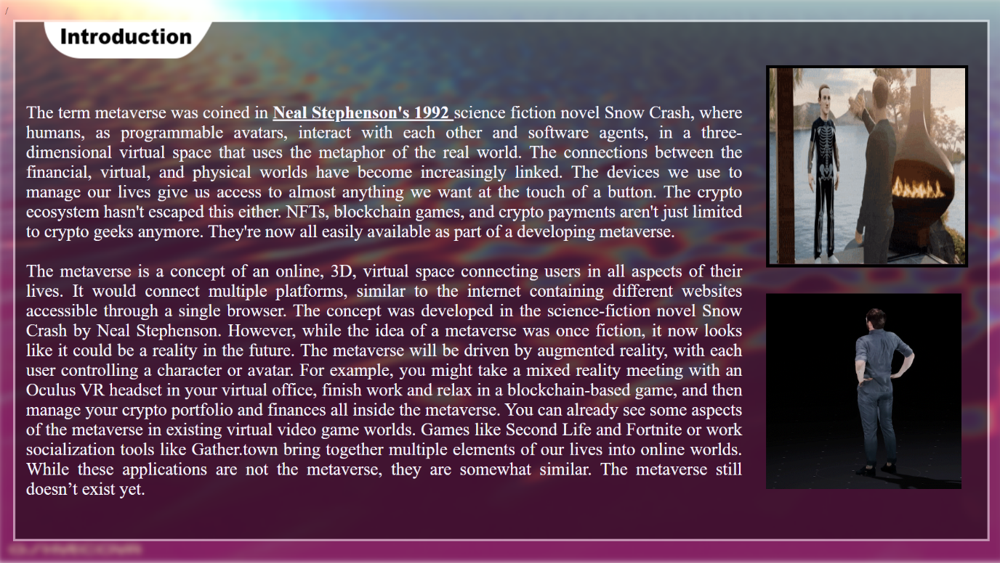 /
Introduction
The term metaverse was coined in Neal Stephenson's 1992 science fiction novel Snow Crash, where
humans, as programmable avatars, interact with each other and software agents, in a three-
dimensional virtual space that uses the metaphor of the real world. The connections between the
financial, virtual, and physical worlds have become increasingly linked. The devices we use to
manage our lives give us access to almost anything we want at the touch of a button. The crypto
ecosystem hasn't escaped this either. NFTs, blockchain games, and crypto payments aren't just limited
to crypto geeks anymore. They're now all easily available as part of a developing metaverse.
The metaverse is a concept of an online, 3D, virtual space connecting users in all aspects of their
lives. It would connect multiple platforms, similar to the internet containing different websites
accessible through a single browser. The concept was developed in the science-fiction novel Snow
Crash by Neal Stephenson. However, while the idea of a metaverse was once fiction, it now looks
like it could be a reality in the future. The metaverse will be driven by augmented reality, with each
user controlling a character or avatar. For example, you might take a mixed reality meeting with an
Oculus VR headset in your virtual office, finish work and relax in a blockchain-based game, and then
manage your crypto portfolio and finances all inside the metaverse. You can already see some aspects
of the metaverse in existing virtual video game worlds. Games like Second Life and Fortnite or work
socialization tools like Gather.town bring together multiple elements of our lives into online worlds.
While these applications are not the metaverse, they are somewhat similar. The metaverse still
doesn’t exist yet.